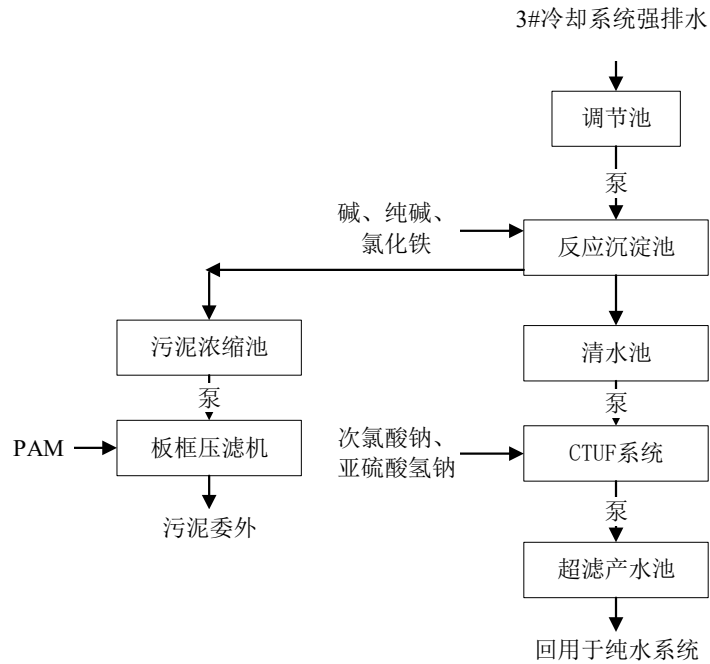 3#冷却系统强排水
调节池
泵
碱、纯碱、
氯化铁
反应沉淀池
污泥浓缩池
清水池
泵
泵
PAM
板框压滤机
次氯酸钠、
亚硫酸氢钠
CTUF系统
泵
污泥委外
超滤产水池
回用于纯水系统